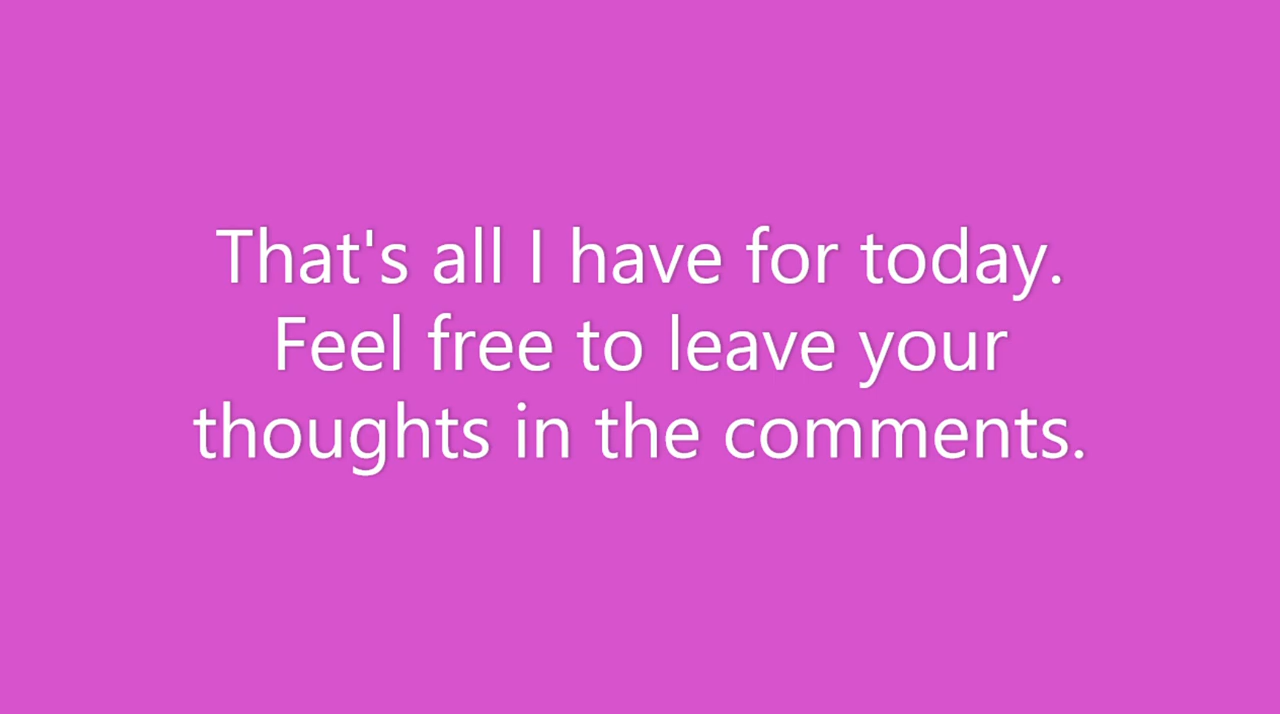 That's all I have for today.
Feel free to leave your
thoughts in the comments.